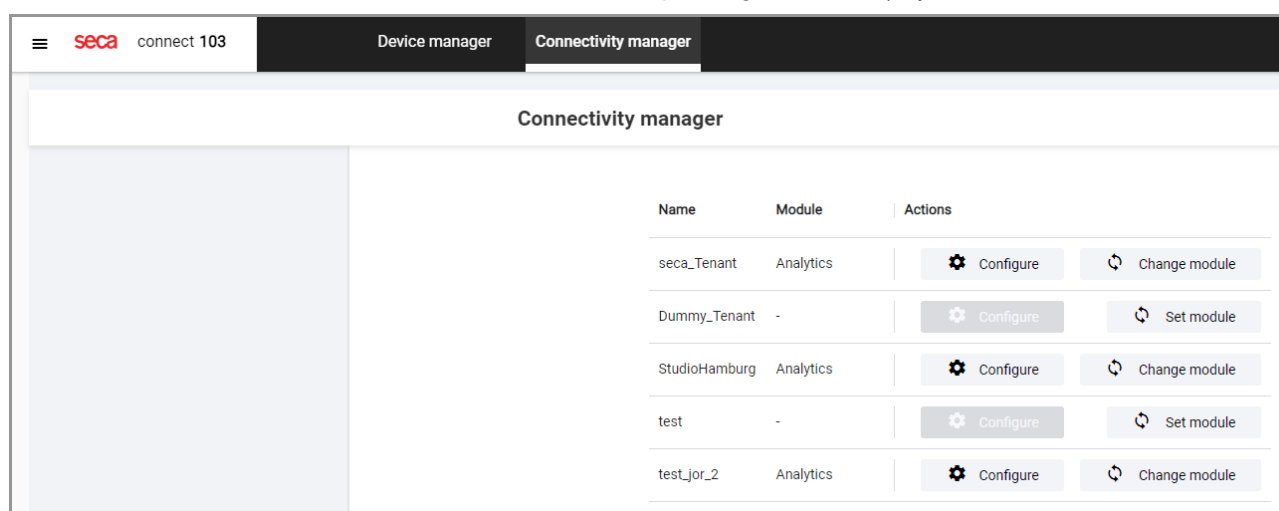 seca connect 103 Device manager Connectivity manager
Connectivity manager
Name Module Actions
seca_Tenant Analytics Configure Change module
Dummy_Tenant - Configure Set module
StudioHamburg Analytics Configure Change module
test - Configure Set module
test_jor_2 Analytics Configure Change module